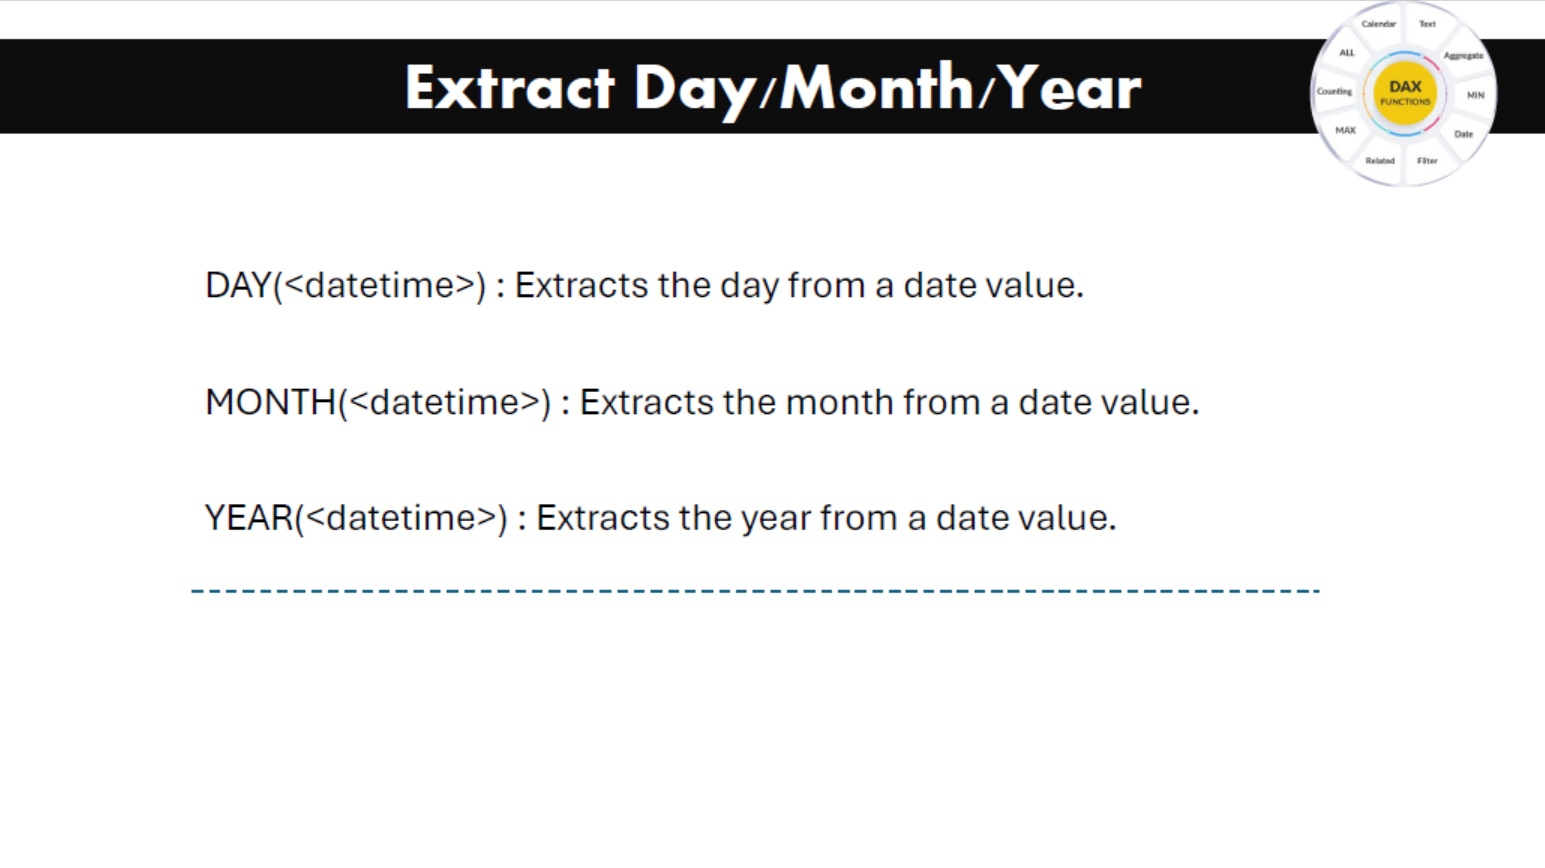 Extract Day/Month/Year
Calendar
Text
ALL
Aggregate
Counting
DAX
FUNCTIONS
MIN
MAX
Date
Related
Filter
DAY(<datetime>) : Extracts the day from a date value.
MONTH(<datetime>) : Extracts the month from a date value.
YEAR(<datetime>) : Extracts the year from a date value.